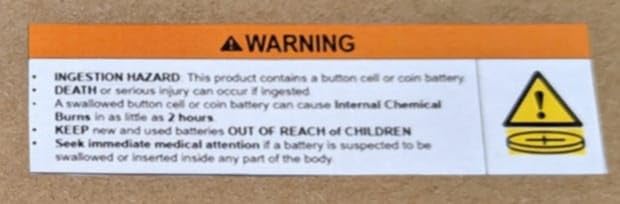 ⚠ WARNING
• INGESTION HAZARD: This product contains a button cell or coin battery.
• DEATH or serious injury can occur if ingested.
• A swallowed button cell or coin battery can cause Internal Chemical
Burns in as little as 2 hours.
• KEEP new and used batteries OUT OF REACH of CHILDREN
• Seek immediate medical attention if a battery is suspected to be
swallowed or inserted inside any part of the body.